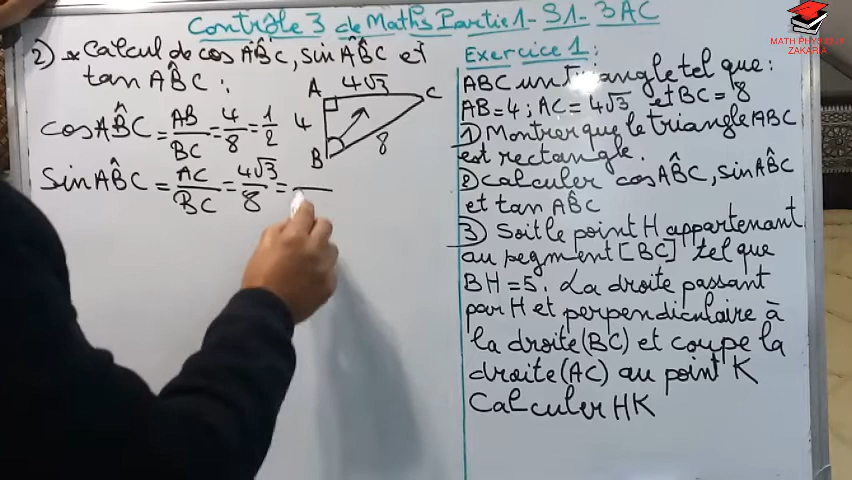 Contrôle 3 de Maths Partie 1 - S1 - 3AC
MATH PHYSIQUE
ZAKARIA
2) * Calcul de cos AB̂C, sin AB̂C et
tan AB̂C :
cos AB̂C = AB/BC = 4/8 = 1/2
sin AB̂C = AC/BC = 4√3/8 =
A 4√3 C
4
B 8
Exercice 1 :
ABC un triangle tel que :
AB = 4 ; AC = 4√3 et BC = 8
1) Montrer que le triangle ABC
est rectangle.
2) Calculer cos AB̂C, sin AB̂C
et tan AB̂C
3) Soit le point H appartenant
au segment [BC] tel que
BH = 5. La droite passant
par H et perpendiculaire à
la droite (BC) et coupe la
droite (AC) au point K
Calculer HK